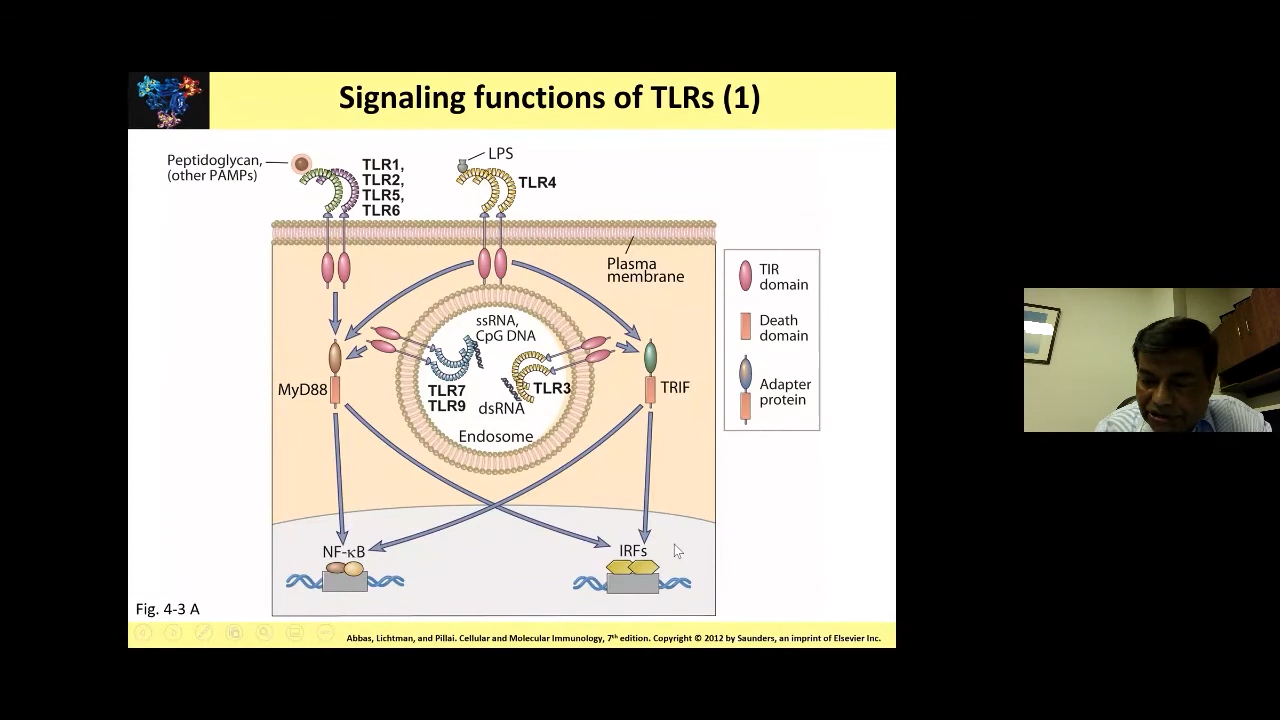 Signaling functions of TLRs (1)
Peptidoglycan,
(other PAMPs)
TLR1,
TLR2,
TLR5,
TLR6
LPS
TLR4
Plasma
membrane
TIR
domain
Death
domain
Adapter
protein
ssRNA,
CpG DNA
TLR7
TLR9
TLR3
dsRNA
Endosome
MyD88
TRIF
NF-κB
IRFs
Fig. 4-3 A
Abbas, Lichtman, and Pillai. Cellular and Molecular Immunology, 7th edition. Copyright © 2012 by Saunders, an imprint of Elsevier Inc.